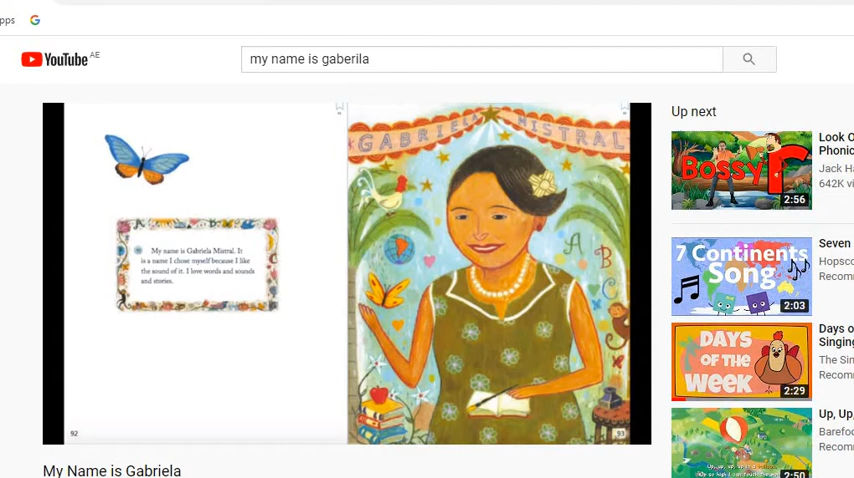 pps
YouTube AE
my name is gaberila
GABRIELA MISTRAL
My name is Gabriela Mistral. It
is a name I chose myself because I like
the sound of it. I love words and sounds
and stories.
A
B
C
92
93
My Name is Gabriela
Up next
Bossy r
2:56
Look O
Phonic
Jack Ha
642K vi
7 Continents
Song
2:03
Seven
Hopsco
Recom
DAYS
OF THE
WEEK
2:29
Days o
Singing
The Sin
Recom
2:50
Up, Up,
Barefoo
Recom